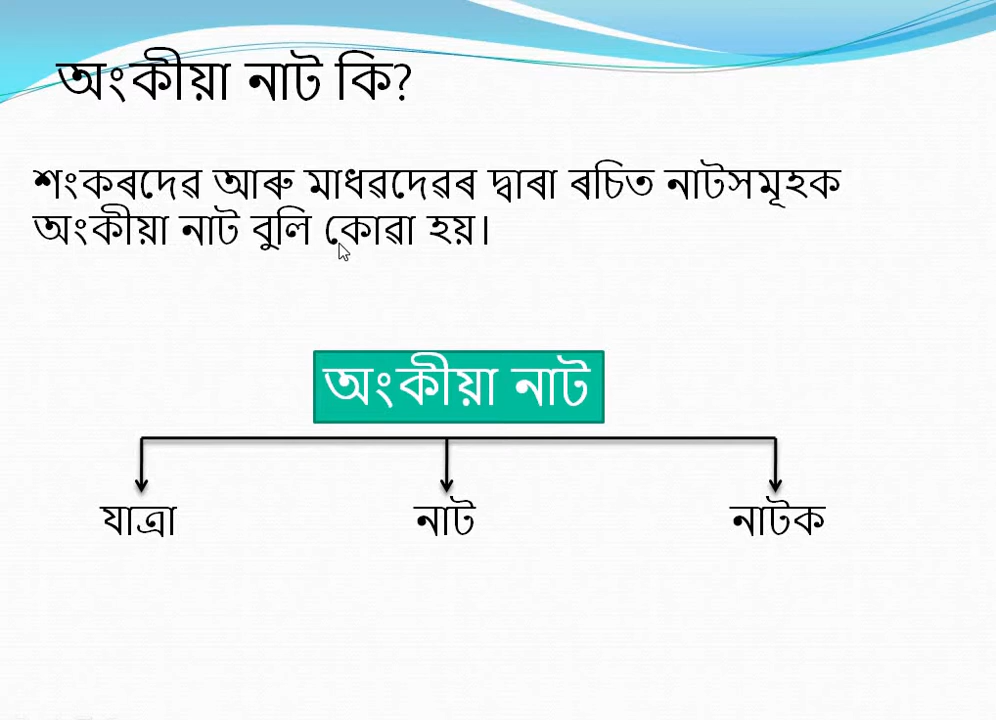 অংকীয়া নাট কি?
শংকৰদেৱ আৰু মাধৱদেৱৰ দ্বাৰা ৰচিত নাটসমূহক
অংকীয়া নাট বুলি কোৱা হয়।
অংকীয়া নাট
যাত্ৰা
নাট
নাটক